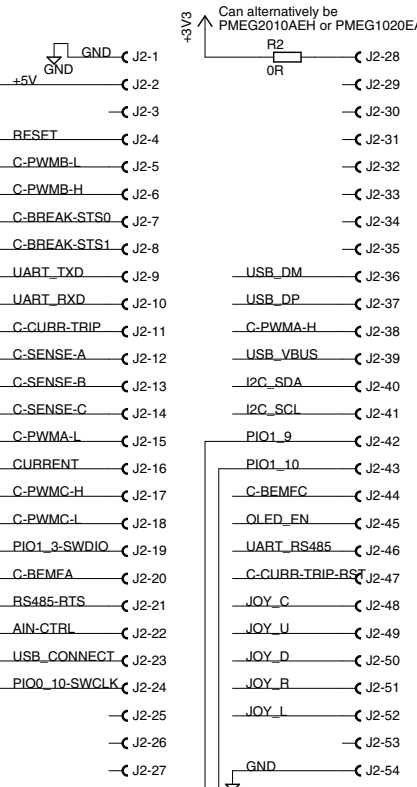 Can alternatively be
PMEG2010AEH or PMEG1020EA
+3V3
R2
0R
J2-28
GND J2-1
GND
+5V J2-2
J2-3
RESET J2-4
C-PWMB-L J2-5
C-PWMB-H J2-6
C-BREAK-STS0 J2-7
C-BREAK-STS1 J2-8
UART_TXD J2-9
UART_RXD J2-10
C-CURR-TRIP J2-11
C-SENSE-A J2-12
C-SENSE-B J2-13
C-SENSE-C J2-14
C-PWMA-L J2-15
CURRENT J2-16
C-PWMC-H J2-17
C-PWMC-L J2-18
PIO1_3-SWDIO J2-19
C-BEMFA J2-20
RS485-RTS J2-21
AIN-CTRL J2-22
USB_CONNECT J2-23
PIO0_10-SWCLK J2-24
J2-25
J2-26
J2-27
J2-29
J2-30
J2-31
J2-32
J2-33
J2-34
J2-35
USB_DM J2-36
USB_DP J2-37
C-PWMA-H J2-38
USB_VBUS J2-39
I2C_SDA J2-40
I2C_SCL J2-41
PIO1_9 J2-42
PIO1_10 J2-43
C-BEMFC J2-44
OLED_EN J2-45
UART_RS485 J2-46
C-CURR-TRIP-RST J2-47
JOY_C J2-48
JOY_U J2-49
JOY_D J2-50
JOY_R J2-51
JOY_L J2-52
J2-53
GND J2-54